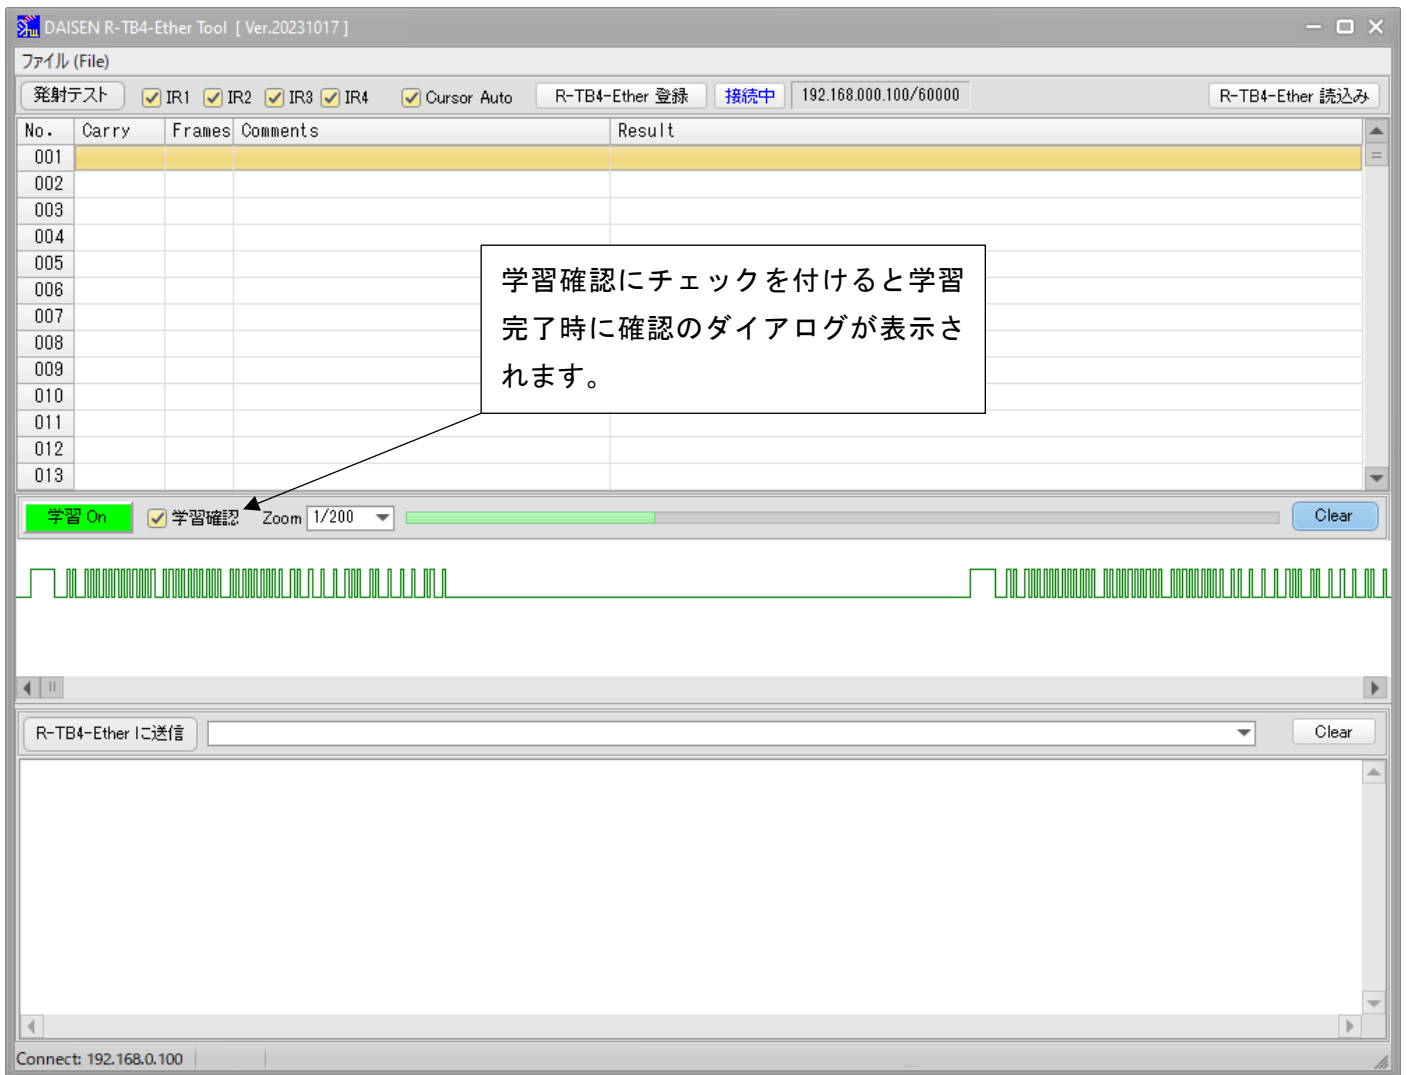 DAISEN R-TB4-Ether Tool [ Ver.20231017 ]
ファイル (File)
発射テスト IR1 IR2 IR3 IR4 Cursor Auto R-TB4-Ether 登録 接続中 192.168.000.100/60000 R-TB4-Ether 読込み
No. Carry Frames Comments Result
001
002
003
004
005
006
007
008
009
010
011
012
013
学習確認にチェックを付けると学習
完了時に確認のダイアログが表示さ
れます。
学習 On 学習確認 Zoom 1/200 Clear
R-TB4-Ether に送信 Clear
Connect: 192.168.0.100